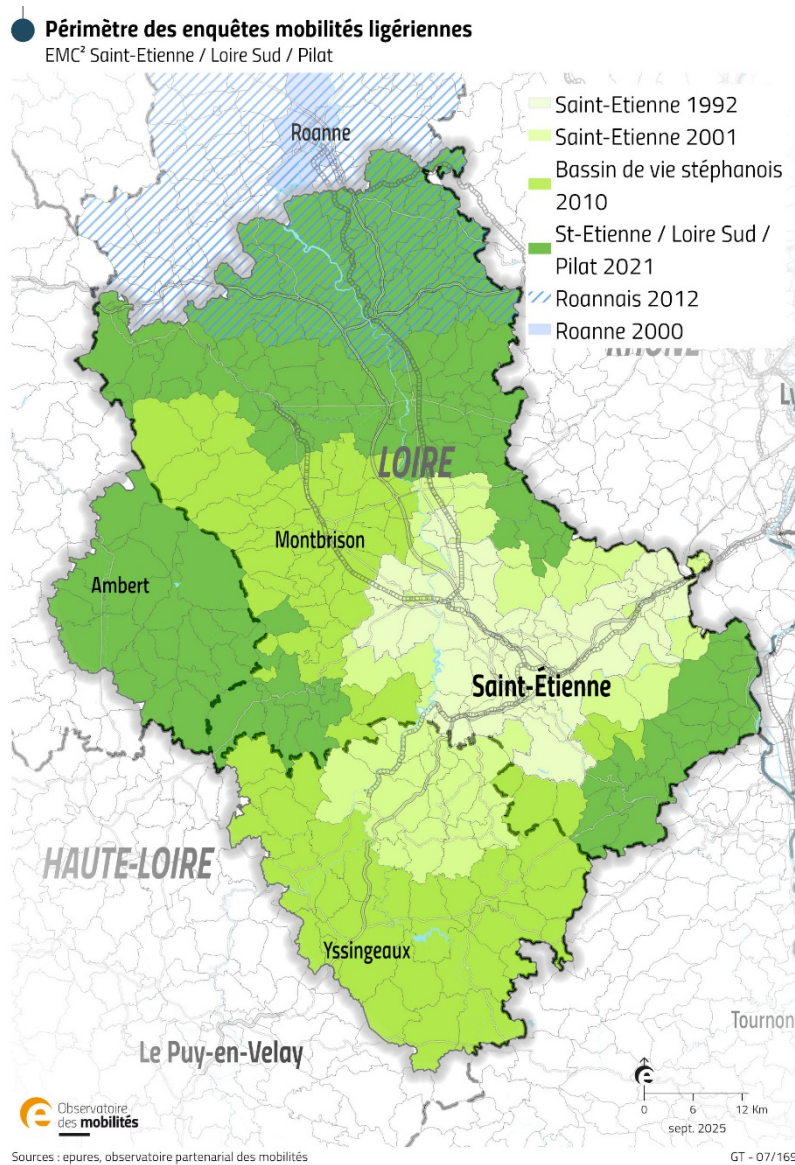 Périmètre des enquêtes mobilités ligériennes
EMC² Saint-Etienne / Loire Sud / Pilat
Saint-Etienne 1992
Saint-Etienne 2001
Bassin de vie stéphanois
2010
St-Etienne / Loire Sud /
Pilat 2021
Roannais 2012
Roanne 2000
Roanne
RHÔNE
Ly
LOIRE
Montbrison
Ambert
Saint-Étienne
HAUTE-LOIRE
Yssingeaux
Tournon
Le Puy-en-Velay
e
0 6 12 Km
sept. 2025
e Observatoire
des mobilités
Sources : epures, observatoire partenarial des mobilités
GT - 07/169